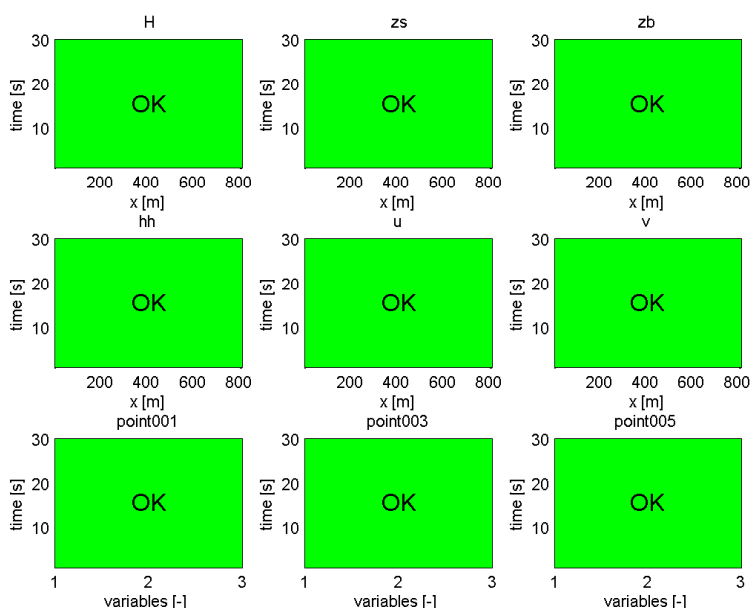 H
zs
zb
30
20
10
time [s]
OK
200 400 600 800
x [m]
30
20
10
time [s]
OK
200 400 600 800
x [m]
30
20
10
time [s]
OK
200 400 600 800
x [m]
hh
u
v
30
20
10
time [s]
OK
200 400 600 800
x [m]
30
20
10
time [s]
OK
200 400 600 800
x [m]
30
20
10
time [s]
OK
200 400 600 800
x [m]
point001
point003
point005
30
20
10
time [s]
OK
1 2 3
variables [-]
30
20
10
time [s]
OK
1 2 3
variables [-]
30
20
10
time [s]
OK
1 2 3
variables [-]